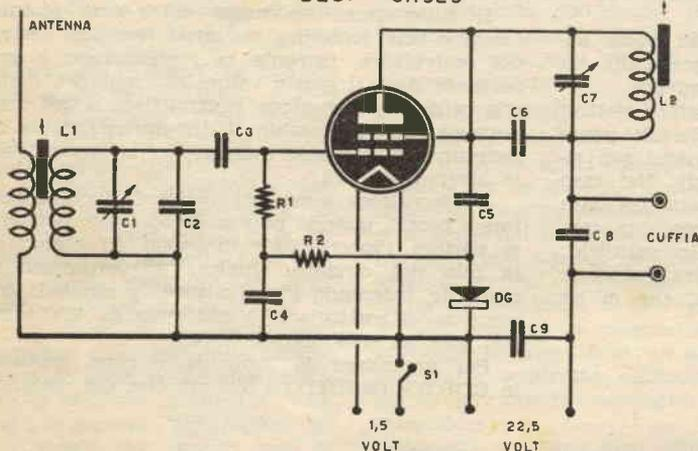 ANTENNA
L1
C3
C1
C2
R1
R2
C4
C5
C6
C7
L2
C8
CUFFIA
DG
C9
S1
1,5
VOLT
22,5
VOLT